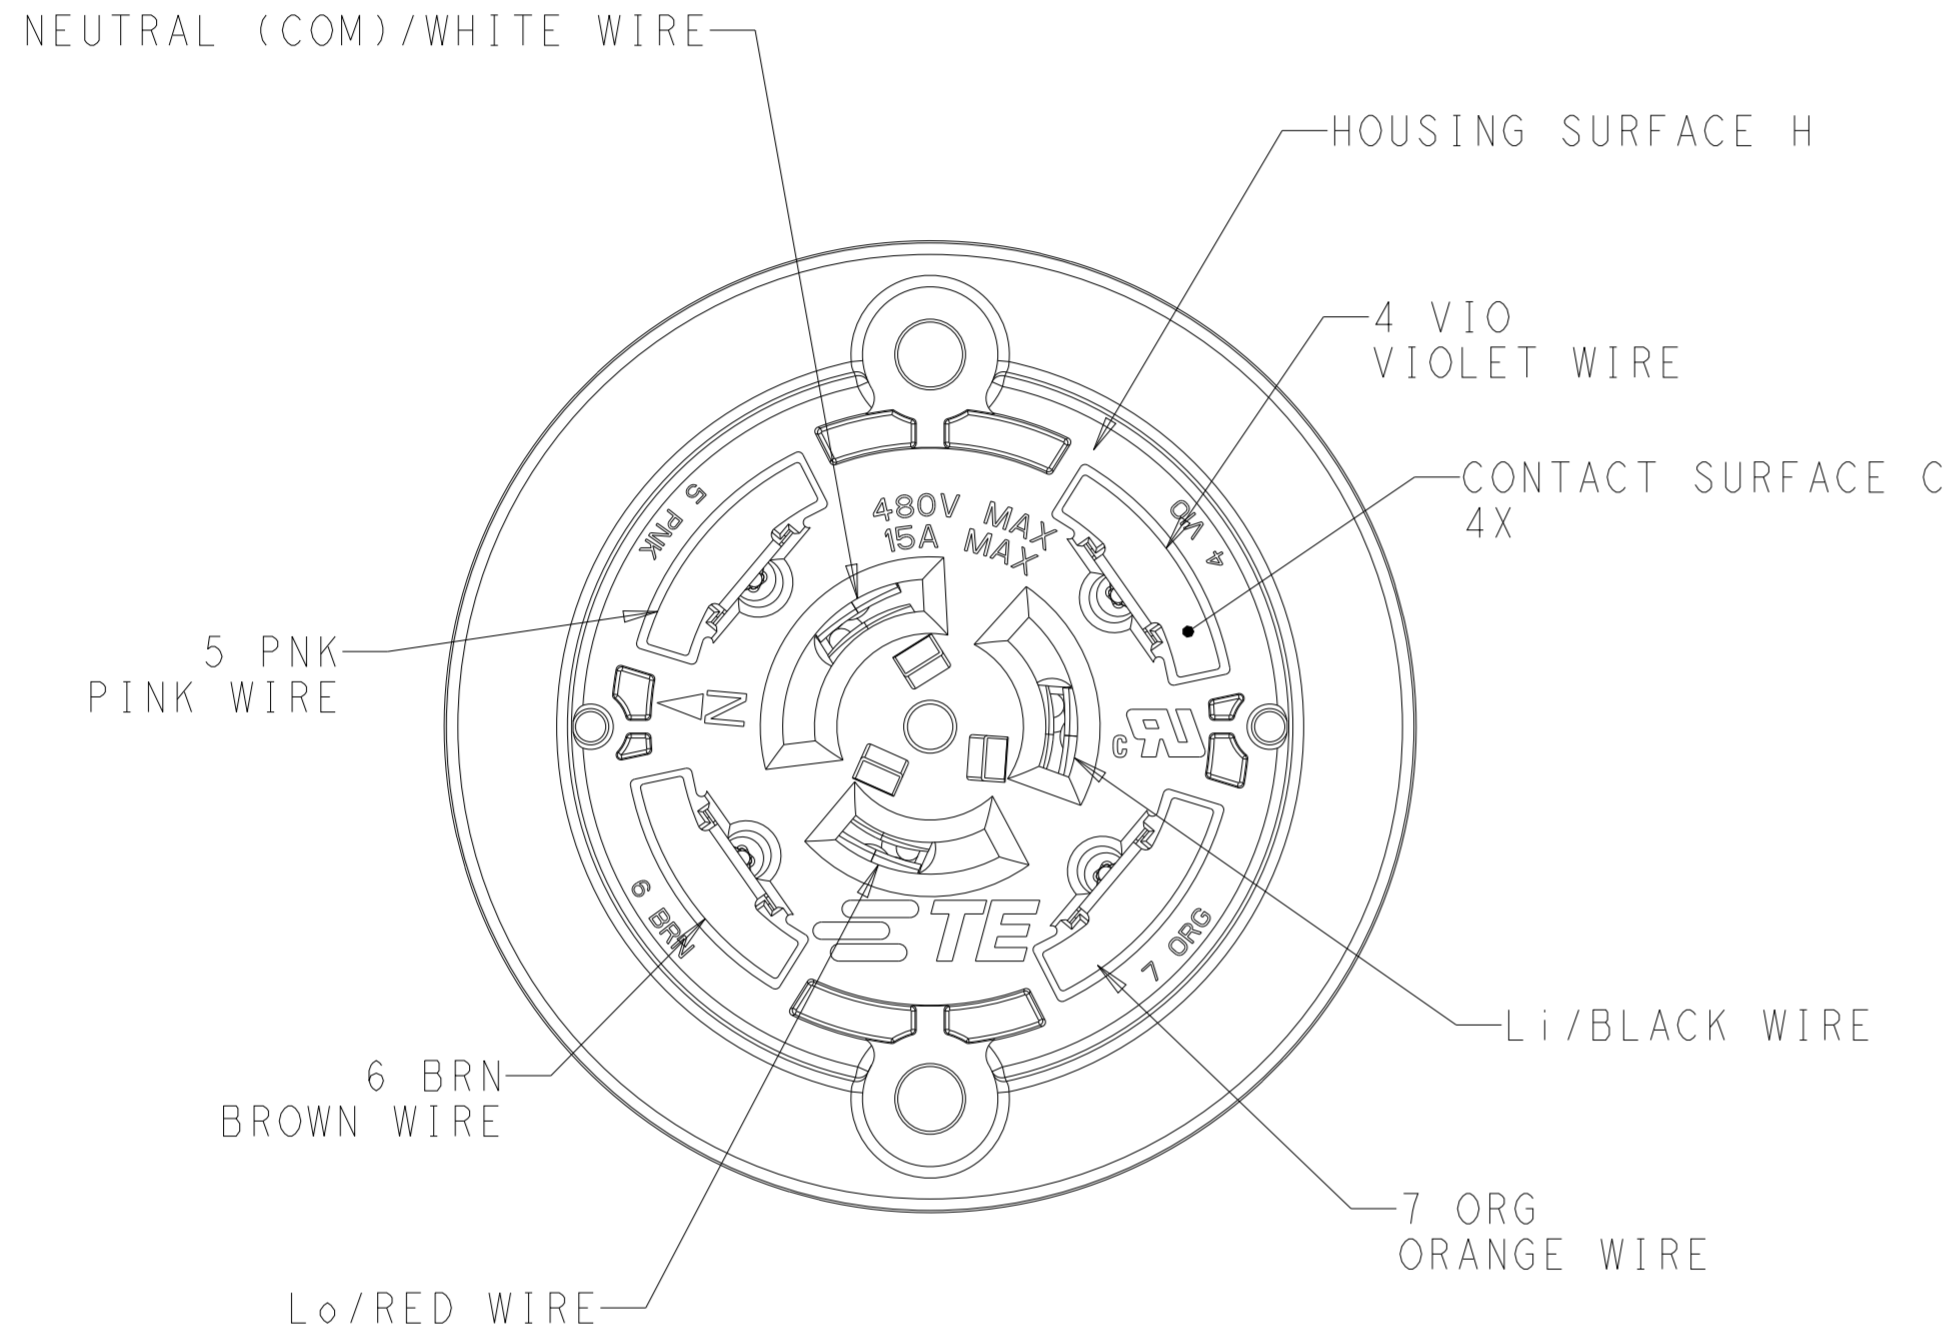 NEUTRAL (COM)/WHITE WIRE
HOUSING SURFACE H
4 VIO
VIOLET WIRE
CONTACT SURFACE C
4X
5 PNK
4 VIO
480V MAX
15A MAX
5 PNK
PINK WIRE
N
c RU
6 BRN
TE
7 ORG
Li/BLACK WIRE
6 BRN
BROWN WIRE
7 ORG
ORANGE WIRE
Lo/RED WIRE